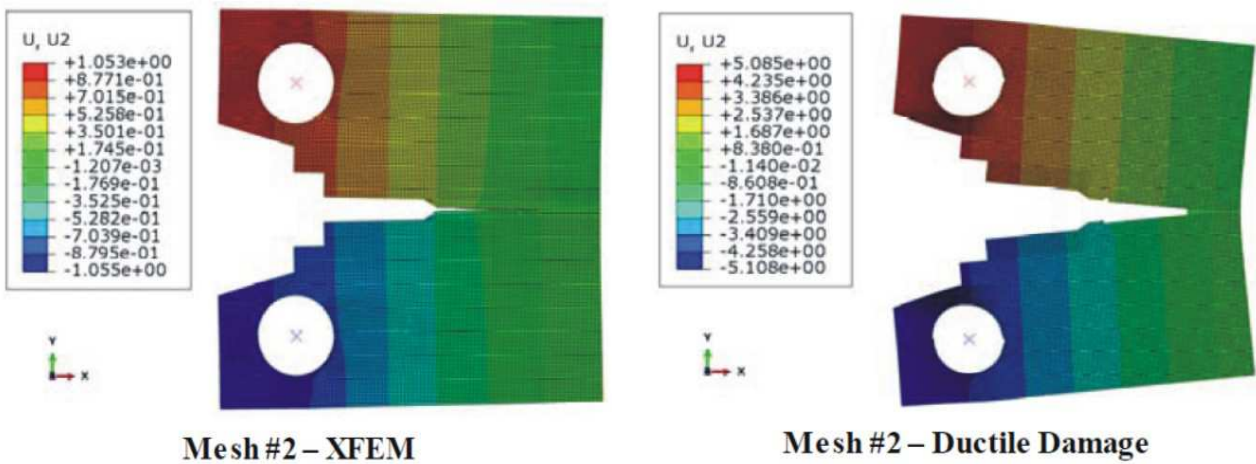 U, U2
+1.053e+00
+8.771e-01
+7.015e-01
+5.258e-01
+3.501e-01
+1.745e-01
-1.207e-03
-1.769e-01
-3.525e-01
-5.282e-01
-7.039e-01
-8.795e-01
-1.055e+00
Y
X
Mesh #2 – XFEM
U, U2
+5.085e+00
+4.235e+00
+3.386e+00
+2.537e+00
+1.687e+00
+8.380e-01
-1.140e-02
-8.608e-01
-1.710e+00
-2.559e+00
-3.409e+00
-4.258e+00
-5.108e+00
Y
X
Mesh #2 – Ductile Damage